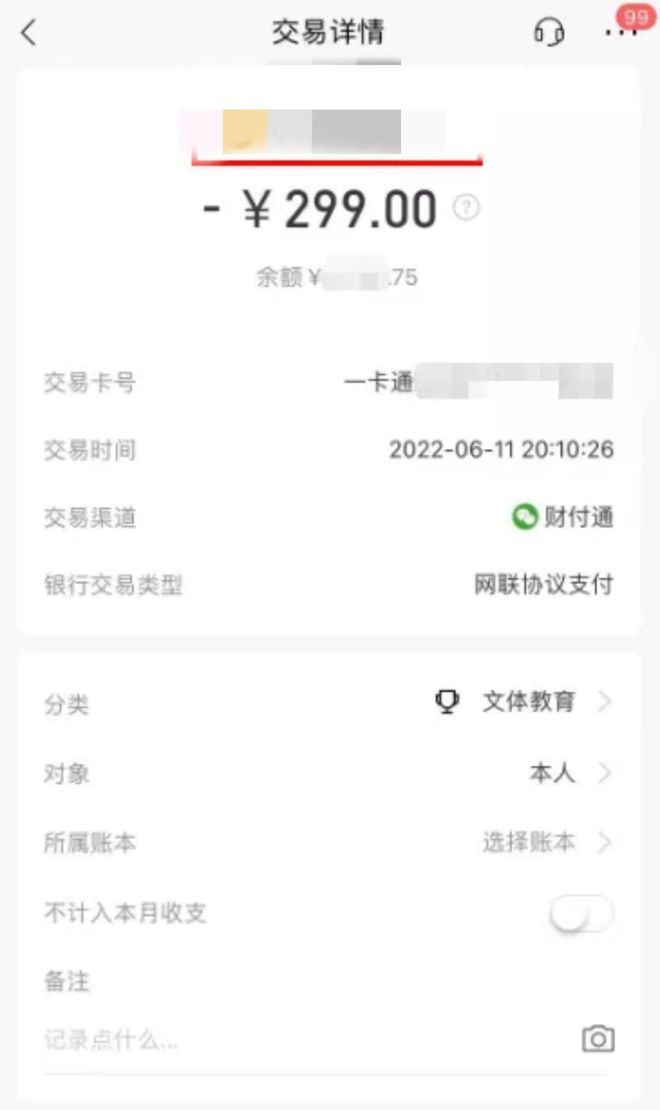 交易详情
99
- ¥ 299.00 ?
余额 ¥ .75
交易卡号 一卡通
交易时间 2022-06-11 20:10:26
交易渠道 财付通
银行交易类型 网联协议支付
分类 文体教育
对象 本人
所属账本 选择账本
不计入本月收支
备注
记录点什么...